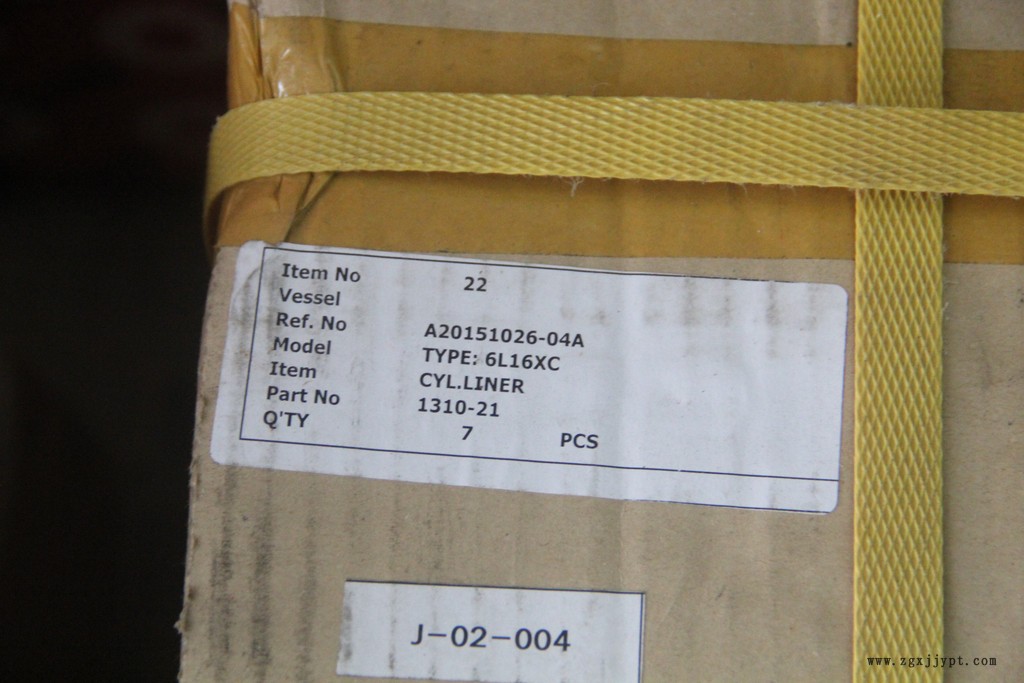 Item No 22
Vessel
Ref. No A20151026-04A
Model TYPE: 6L16XC
Item CYL.LINER
Part No 1310-21
Q'TY 7 PCS
J-02-004
www.zgxjjypt.com